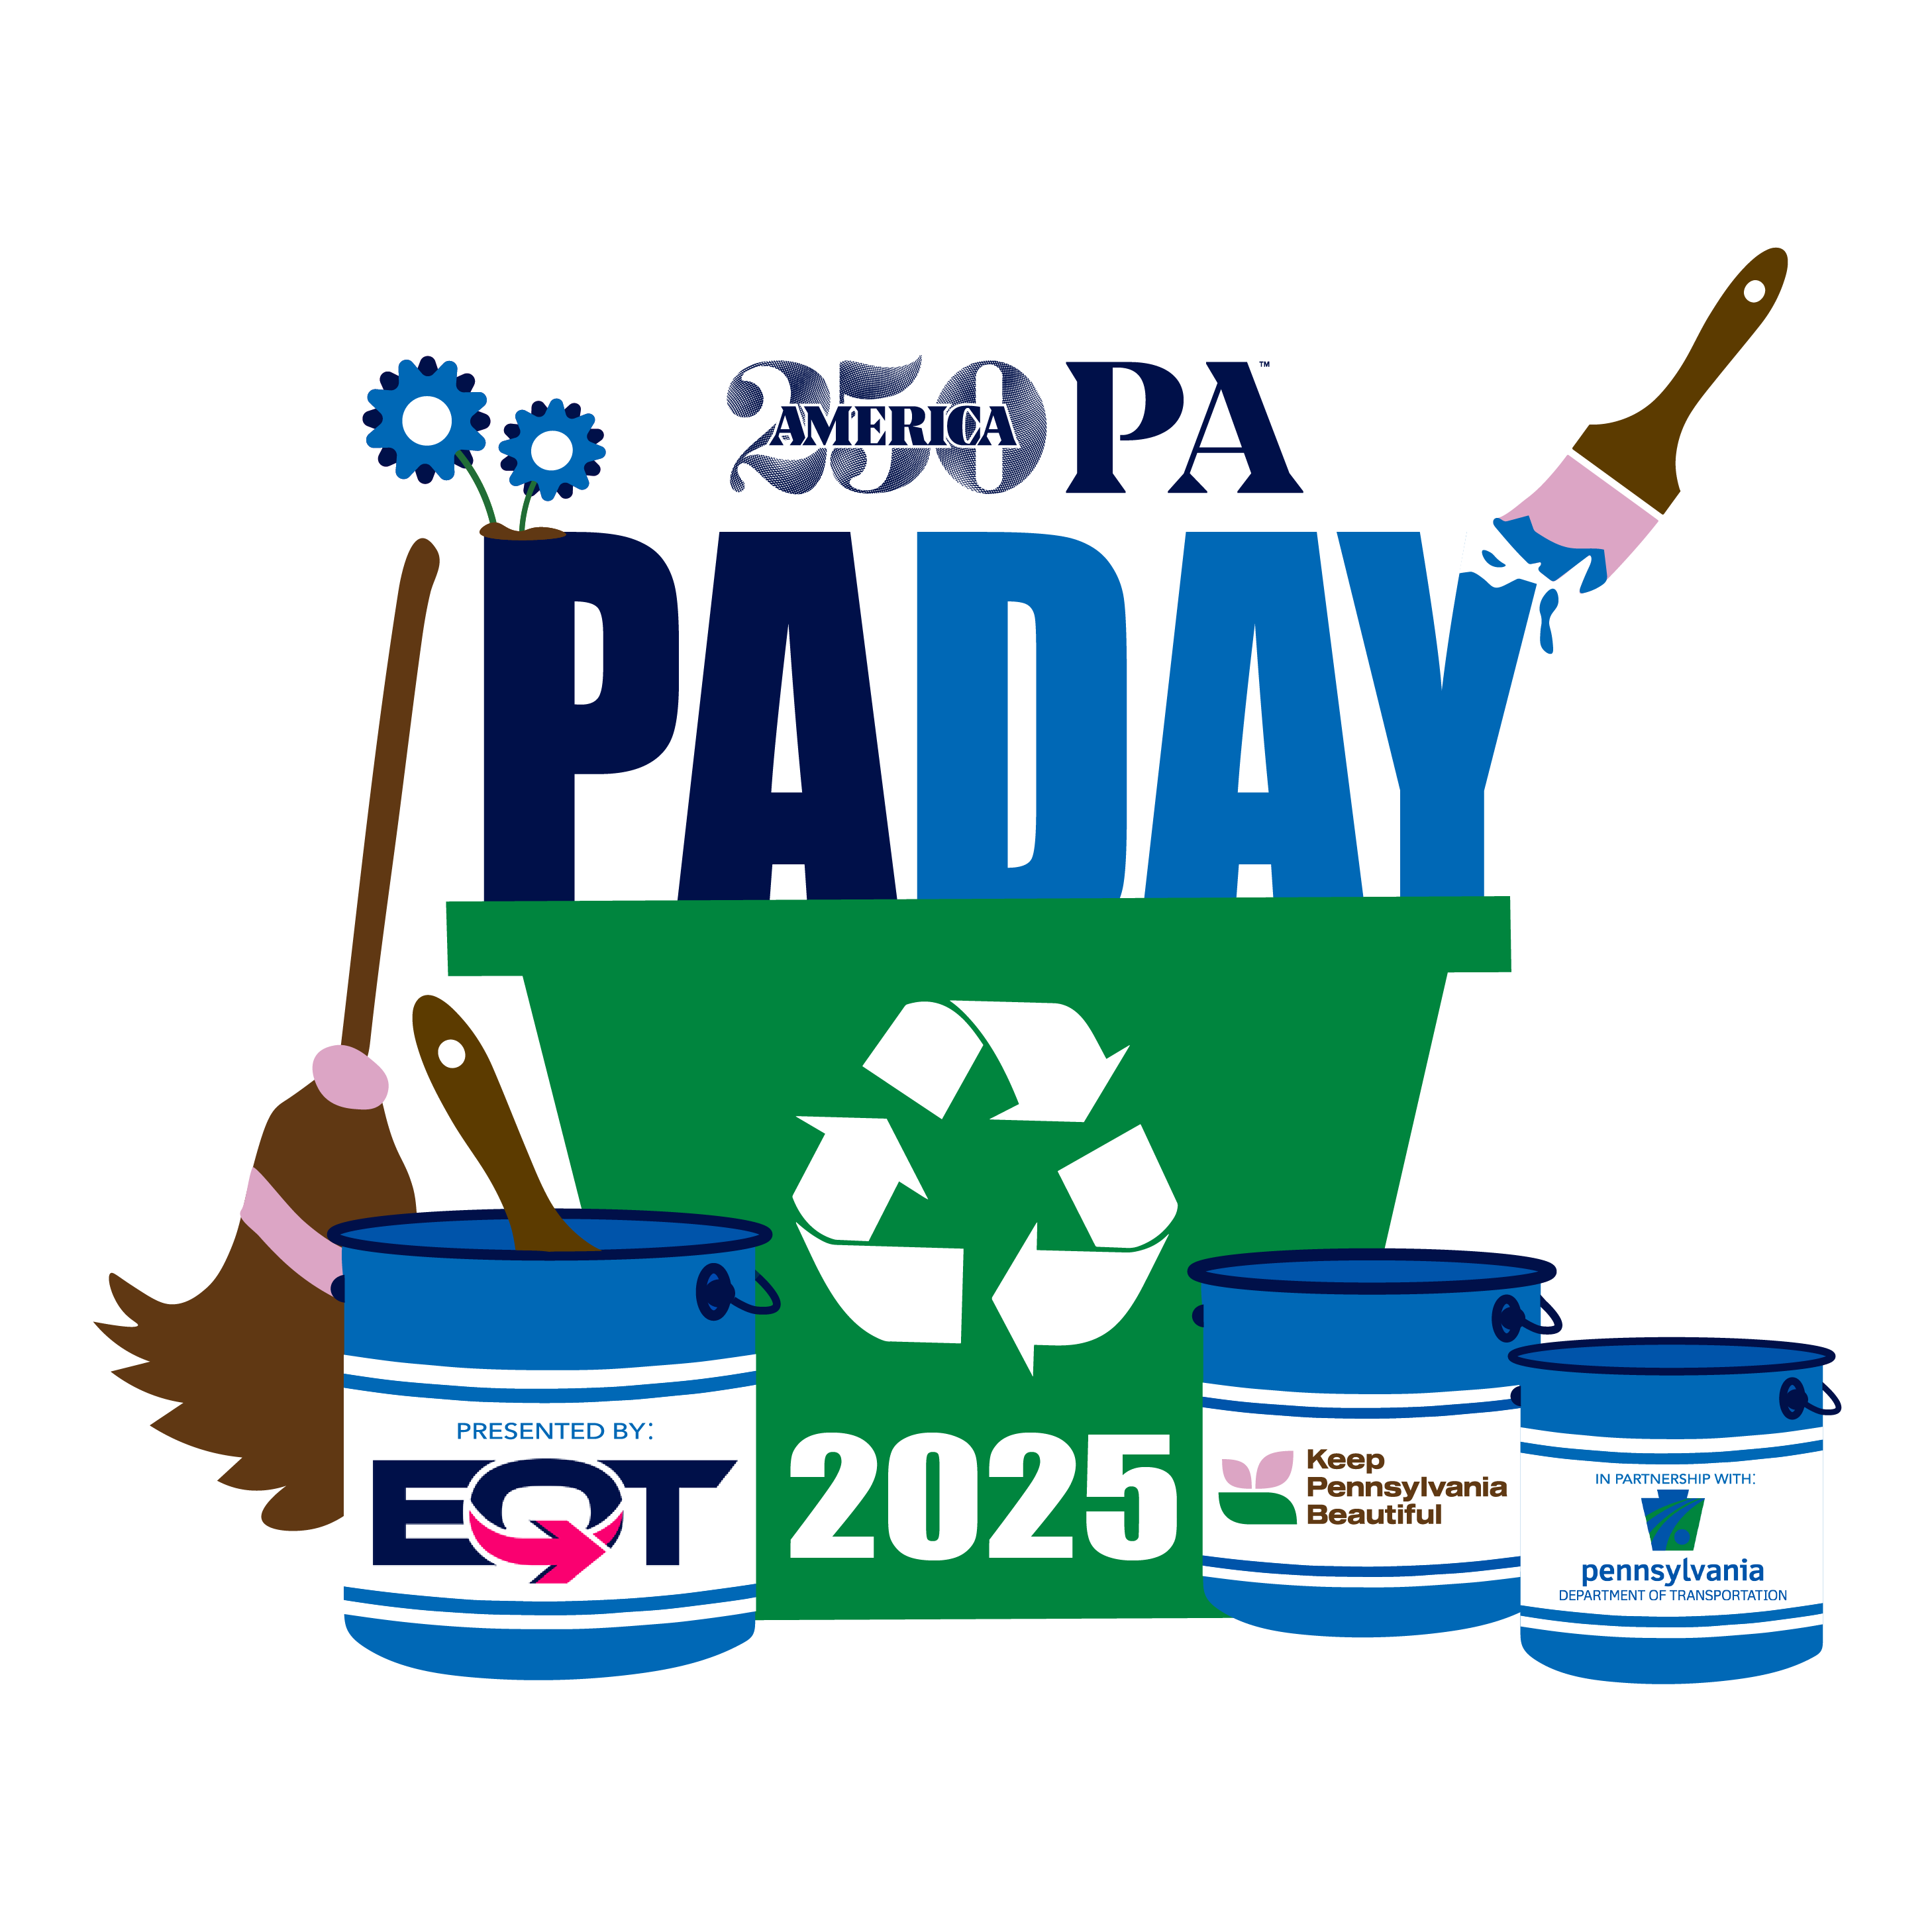 250 PA™
AMERICA
PADAY
2025
PRESENTED BY:
EQT
Keep
Pennsylvania
Beautiful
IN PARTNERSHIP WITH:
pennsylvania
DEPARTMENT OF TRANSPORTATION